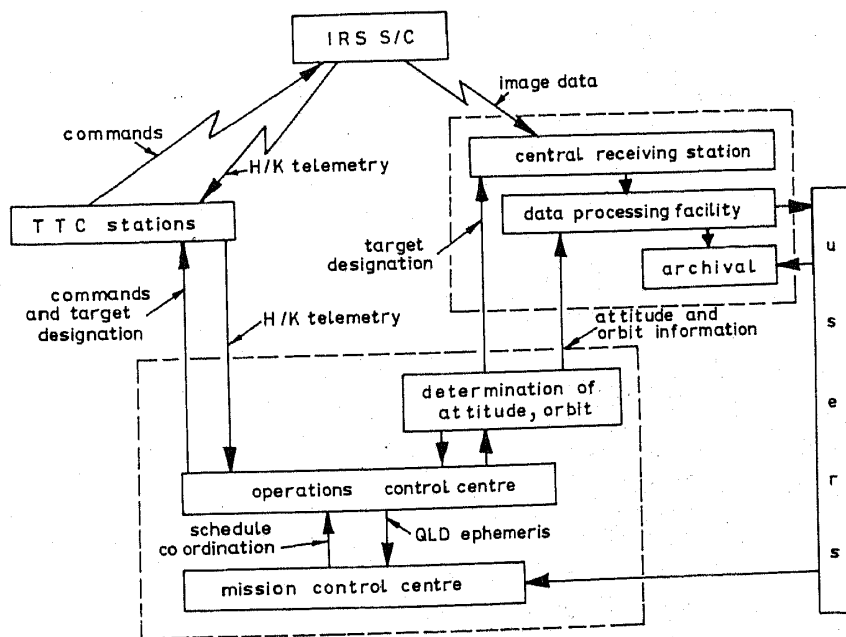 IRS S/C
image data
commands
H/K telemetry
central receiving station
TTC stations
data processing facility
target
designation
archival
commands
and target
designation
H/K telemetry
attitude and
orbit information
determination of
attitude, orbit
operations control centre
schedule
co ordination
QLD ephemeris
mission control centre
users